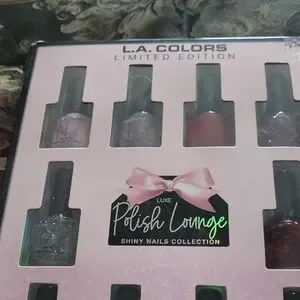 L.A. COLORS
LIMITED EDITION
LUXE
Polish Lounge
SHINY NAILS COLLECTION